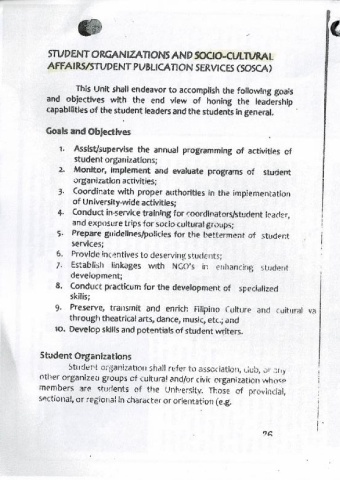 STUDENT ORGANIZATIONS AND SOCIO-CULTURAL
AFFAIRS/STUDENT PUBLICATION SERVICES (SOSCA)
This Unit shall endeavor to accomplish the following goals
and objectives with the end view of honing the leadership
capabilities of the student leaders and the students in general.
Goals and Objectives
1. Assist/supervise the annual programming of activities of
student organizations;
2. Monitor, implement and evaluate programs of student
organization activities;
3. Coordinate with proper authorities in the implementation
of University-wide activities;
4. Conduct in-service training for coordinators/student leader,
and exposure trips for socio cultural groups;
5. Prepare guidelines/policies for the betterment of student
services;
6. Provide incentives to deserving students;
7. Establish linkages with NGO's in enhancing student
development;
8. Conduct practicum for the development of specialized
skills;
9. Preserve, transmit and enrich Filipino Culture and cultural va
through theatrical arts, dance, music, etc.; and
10. Develop skills and potentials of student writers.
Student Organizations
Student organization shall refer to association, club, or any
other organized groups of cultural and/or civic organization whose
members are students of the University. Those of provincial,
sectional, or regional in character or orientation (e.g.
26